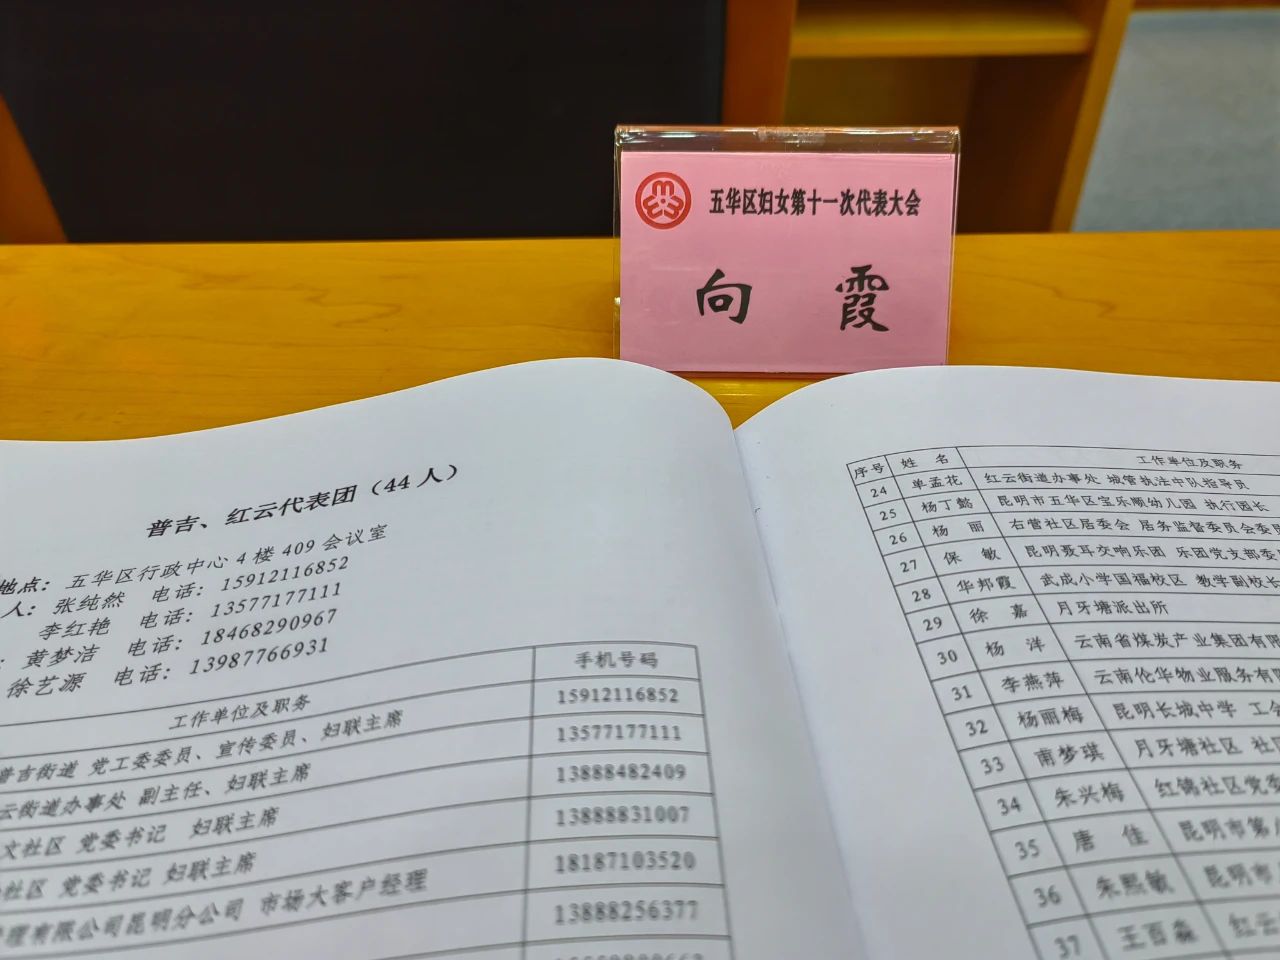 五华区妇女第十一次代表大会
向 霞
普吉、红云代表团（44人）
地点：五华区行政中心4楼409会议室
人：张纯然 电话：15912116852
李红艳 电话：13577177111
：黄梦洁 电话：18468290967
徐艺源 电话：13987766931
工作单位及职务 手机号码
普吉街道 党工委委员、宣传委员、妇联主席 15912116852
云街道办事处 副主任、妇联主席 13577177111
文社区 党委书记 妇联主席 13888482409
社区 党委书记 妇联主席 13888831007
理有限公司昆明分公司 市场大客户经理 18187103520
13888256377
序号 姓 名 工作单位及职务
24 单孟花 红云街道办事处 城管执法中队指导员
25 杨丁懿 昆明市五华区宝乐顺幼儿园 执行园长
26 杨 丽 右营社区居委会 居务监督委员会委
27 保 敏 昆明聂耳交响乐团 乐团党支部委
28 华邦霞 武成小学国福校区 教学副校长
29 徐 嘉 月牙塘派出所
30 杨 洋 云南省煤炭产业集团有限
31 李燕萍 云南伦华物业服务有限
32 杨丽梅 昆明长城中学 工会
33 南梦琪 月牙塘社区 社区
34 朱兴梅 红锦社区党委
35 唐 佳 昆明市第八
36 朱熙敏 昆明市
37 王百淼 红云